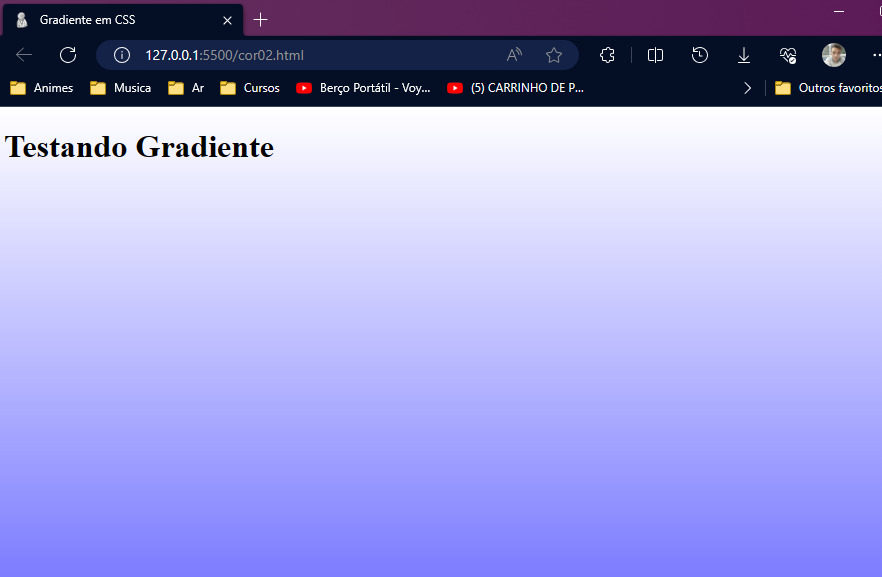 Gradiente em CSS
127.0.0.1:5500/cor02.html
Animes Musica Ar Cursos Berço Portátil - Voy... (5) CARRINHO DE P... Outros favoritos
Testando Gradiente